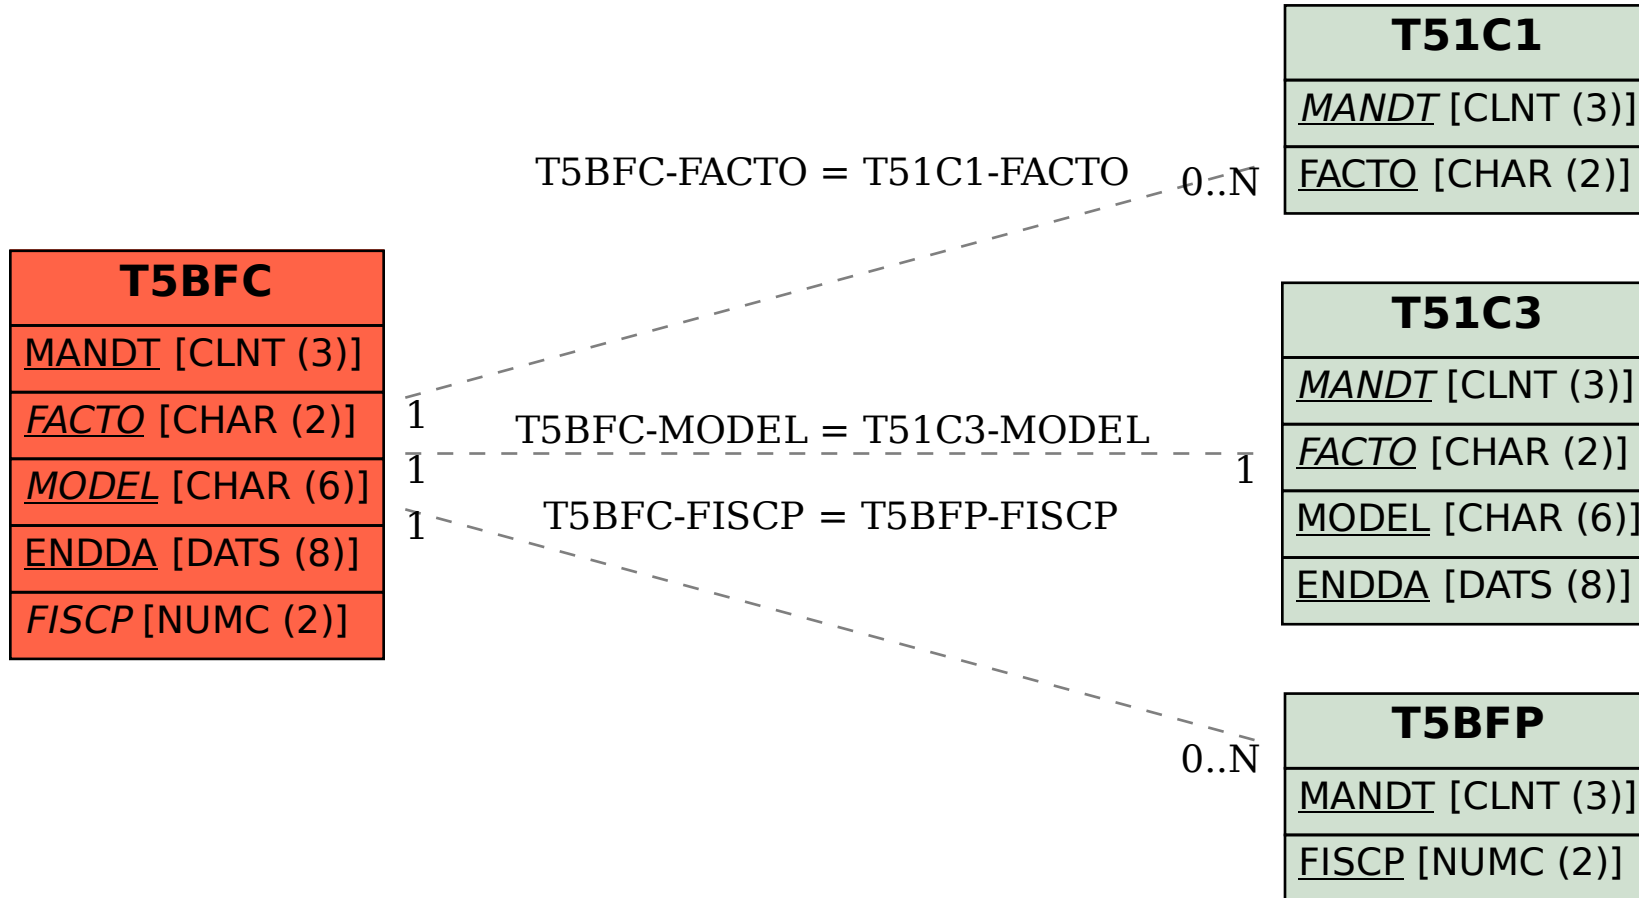 T5BFC
MANDT [CLNT (3)]
FACTO [CHAR (2)]
MODEL [CHAR (6)]
ENDDA [DATS (8)]
FISCP [NUMC (2)]
T5BFC-FACTO = T51C1-FACTO
0..N
1
T5BFC-MODEL = T51C3-MODEL
1
1
T5BFC-FISCP = T5BFP-FISCP
1
0..N
T51C1
MANDT [CLNT (3)]
FACTO [CHAR (2)]
T51C3
MANDT [CLNT (3)]
FACTO [CHAR (2)]
MODEL [CHAR (6)]
ENDDA [DATS (8)]
T5BFP
MANDT [CLNT (3)]
FISCP [NUMC (2)]